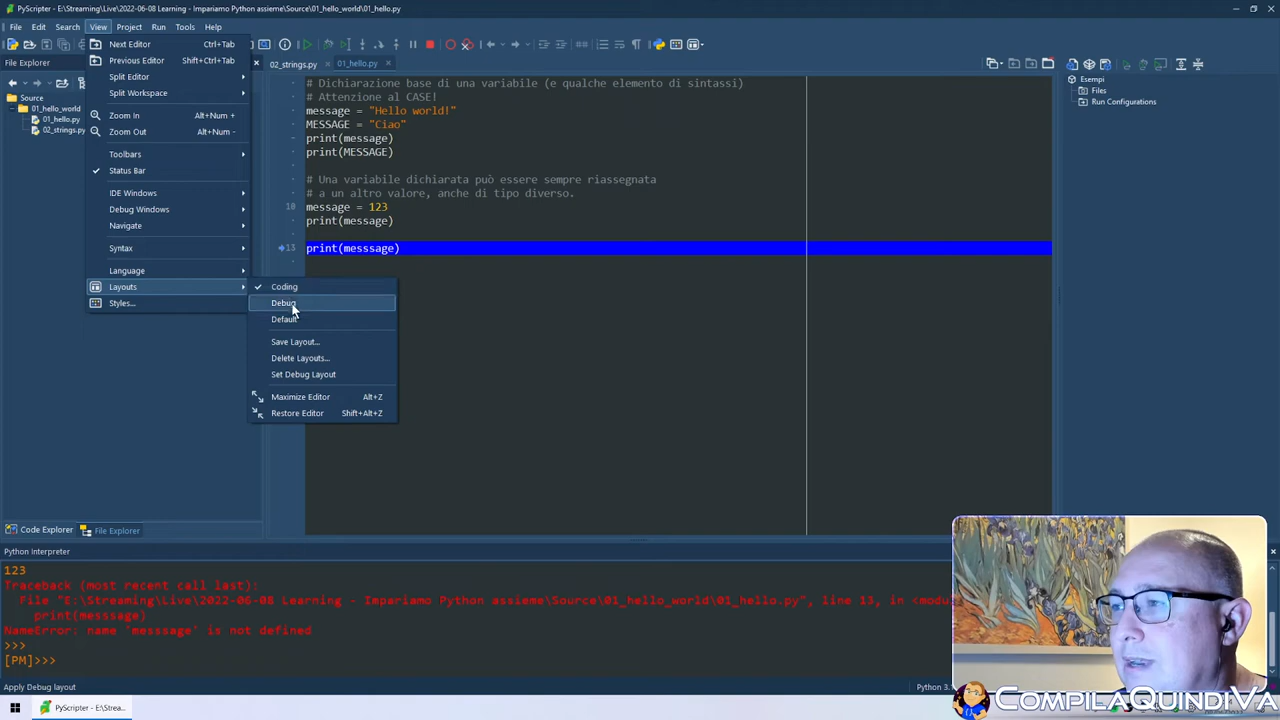 PyScripter - E:\Streaming\Live\2022-06-08 Learning - Impariamo Python assieme\Source\01_hello_world\01_hello.py
File Edit Search View Project Run Tools Help
File Explorer
Source
01_hello_world
01_hello.py
02_strings.py
Next Editor Ctrl+Tab
Previous Editor Shift+Ctrl+Tab
Split Editor
Split Workspace
Zoom In Alt+Num +
Zoom Out Alt+Num -
Toolbars
Status Bar
IDE Windows
Debug Windows
Navigate
Syntax
Language
Layouts
Styles...
Coding
Debug
Default
Save Layout...
Delete Layouts...
Set Debug Layout
Maximize Editor Alt+Z
Restore Editor Shift+Alt+Z
02_strings.py 01_hello.py
# Dichiarazione base di una variabile (e qualche elemento di sintassi)
# Attenzione al CASE!
message = "Hello world!"
MESSAGE = "Ciao"
print(message)
print(MESSAGE)
# Una variabile dichiarata può essere sempre riassegnata
# a un altro valore, anche di tipo diverso.
10 message = 123
print(message)
13 print(messsage)
Esempi
Files
Run Configurations
Code Explorer File Explorer
Python Interpreter
123
Traceback (most recent call last):
File "E:\Streaming\Live\2022-06-08 Learning - Impariamo Python assieme\Source\01_hello_world\01_hello.py", line 13, in <modu
print(messsage)
NameError: name 'messsage' is not defined
>>>
[PM]>>>
Apply Debug layout
Python 3.
PyScripter - E:\Strea...
COMPILAQUINDIVA